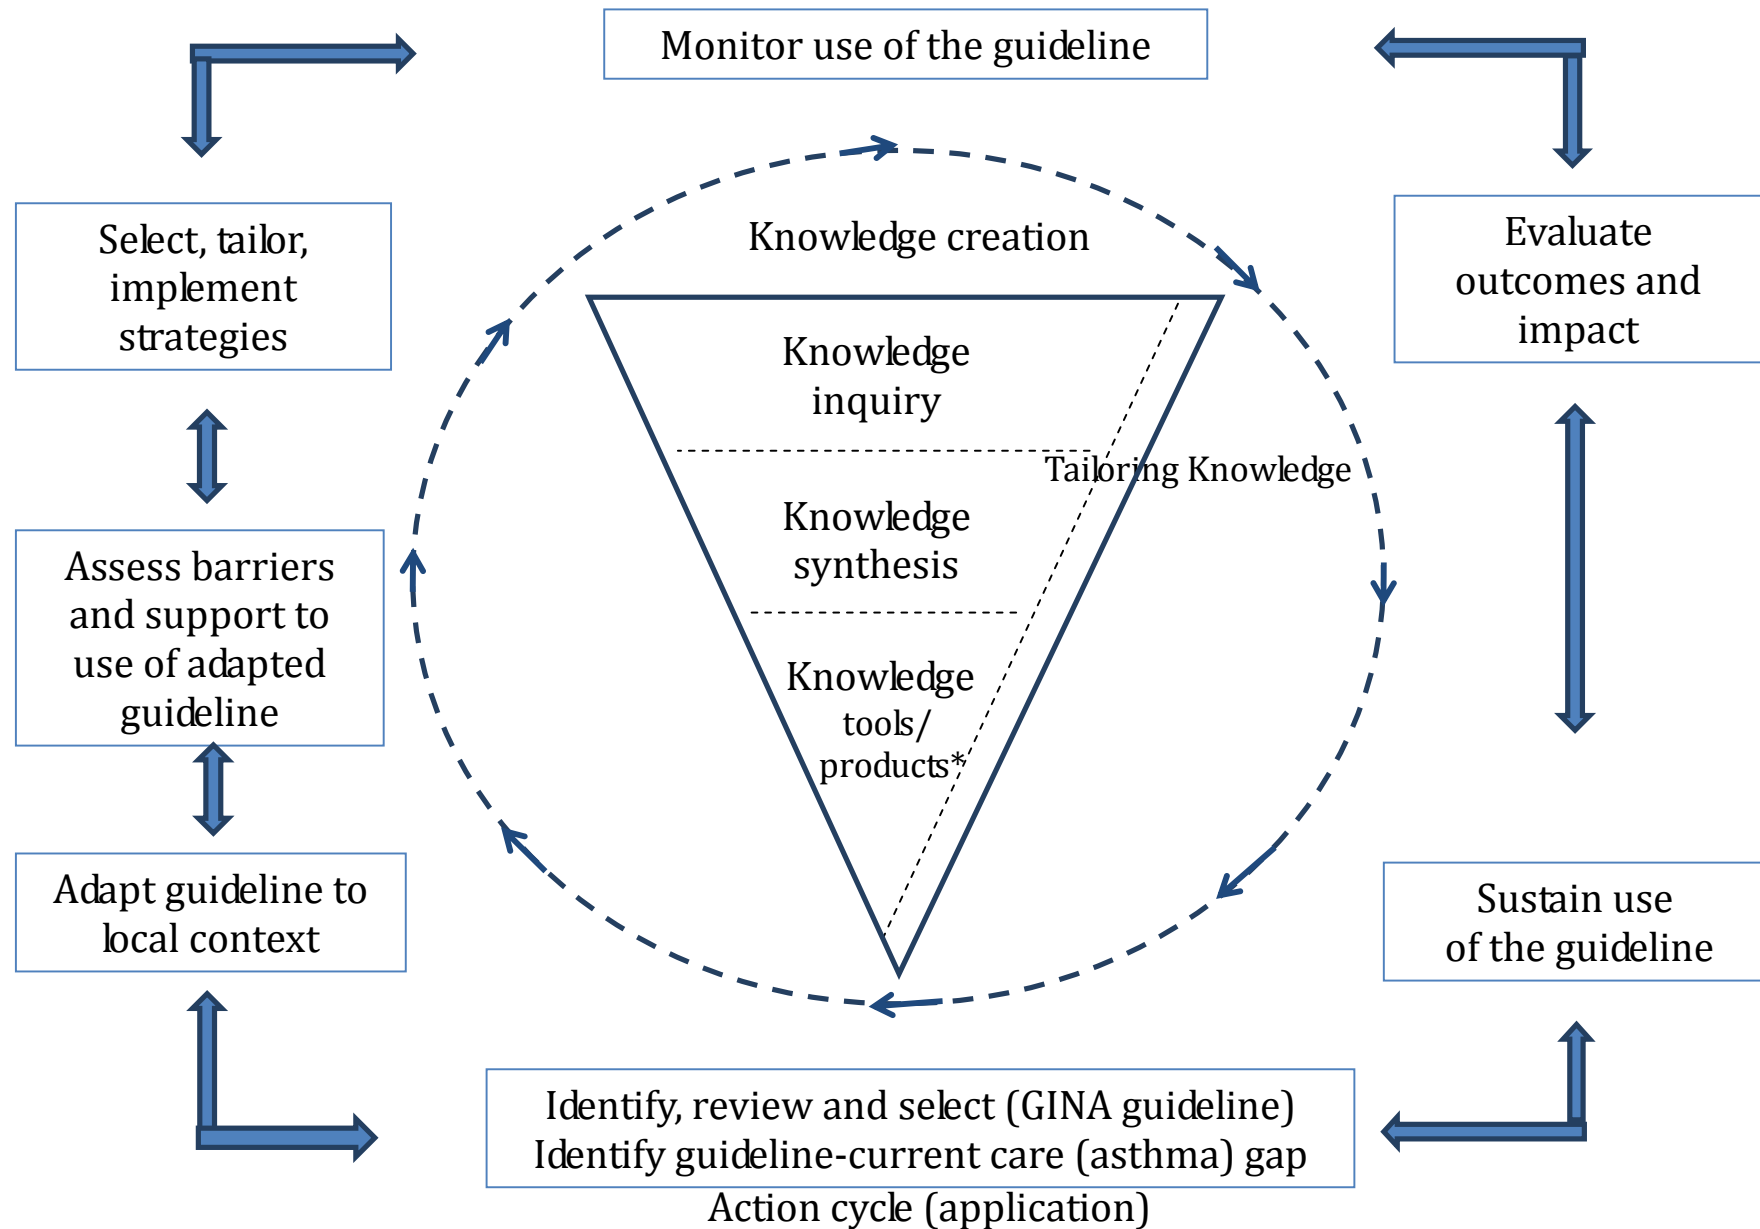 Monitor use of the guideline
Select, tailor,
implement
strategies
Evaluate
outcomes and
impact
Knowledge creation
Knowledge
inquiry
Tailoring Knowledge
Knowledge
synthesis
Assess barriers
and support to
use of adapted
guideline
Knowledge
tools/
products*
Adapt guideline to
local context
Sustain use
of the guideline
Identify, review and select (GINA guideline)
Identify guideline-current care (asthma) gap
Action cycle (application)